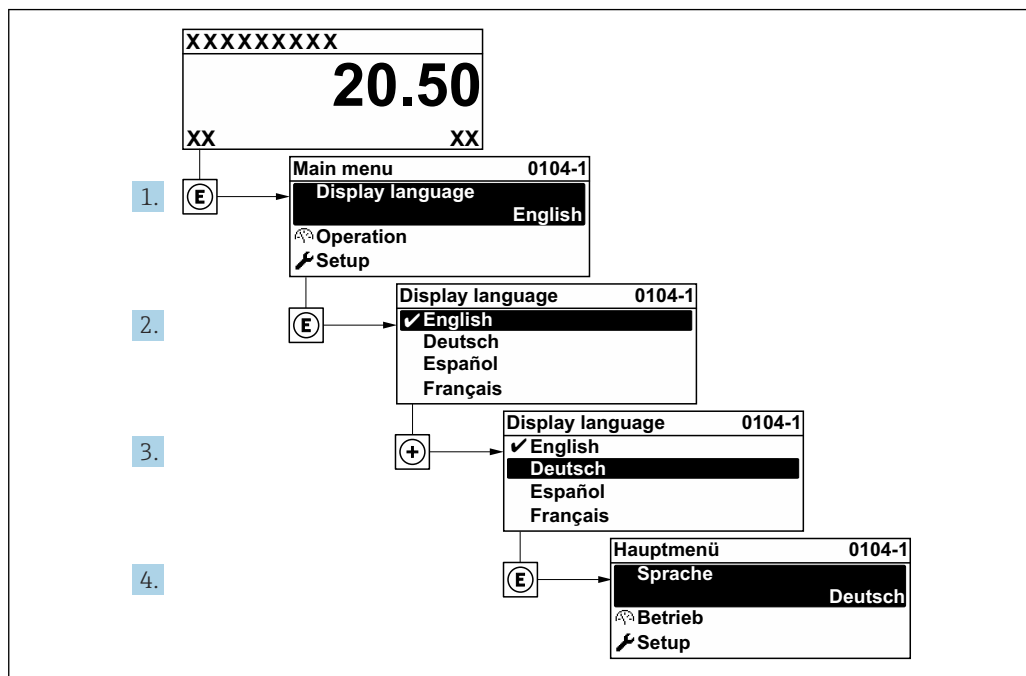 XXXXXXXXX
20.50
XX XX
1.
E
Main menu 0104-1
Display language
English
Operation
Setup
2.
E
Display language 0104-1
✔ English
Deutsch
Español
Français
3.
+
Display language 0104-1
✔ English
Deutsch
Español
Français
4.
E
Hauptmenü 0104-1
Sprache
Deutsch
Betrieb
Setup